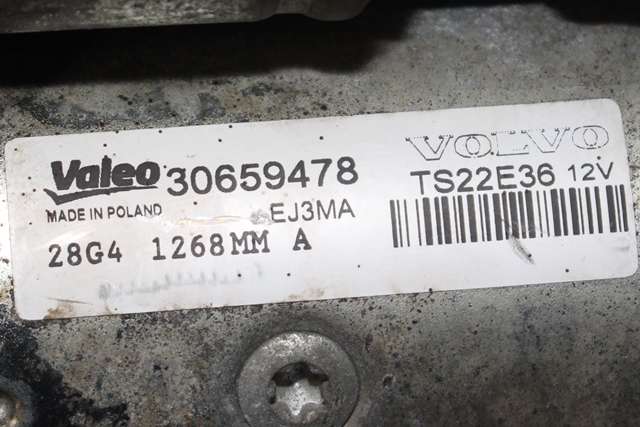 Valeo 30659478
MADE IN POLAND EJ3MA
28G4 1268MM A
VOLVO
TS22E36 12V